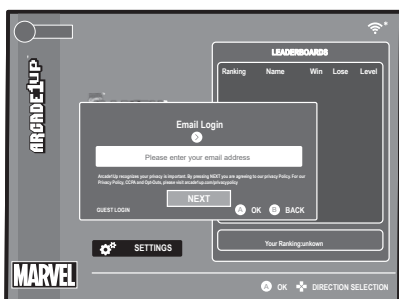 ARCADE1UP
LEADERBOARDS
Ranking Name Win Lose Level
Email Login
Please enter your email address
Arcade1Up recognises your privacy is important. By pressing NEXT you are agreeing to our privacy Policy. For our
Privacy Policy, CCPA and Opt-Outs, please visit arcade1up.com/privacypolicy
NEXT
GUEST LOGIN
A OK B BACK
SETTINGS
Your Ranking:unkown
MARVEL
A OK DIRECTION SELECTION